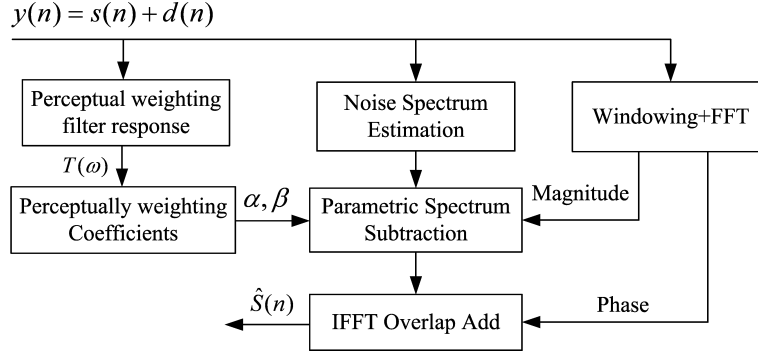 y(n) = s(n) + d(n)
Perceptual weighting
filter response
Noise Spectrum
Estimation
Windowing+FFT
T(ω)
Perceptually weighting
Coefficients
α, β
Parametric Spectrum
Subtraction
Magnitude
Ŝ(n)
IFFT Overlap Add
Phase